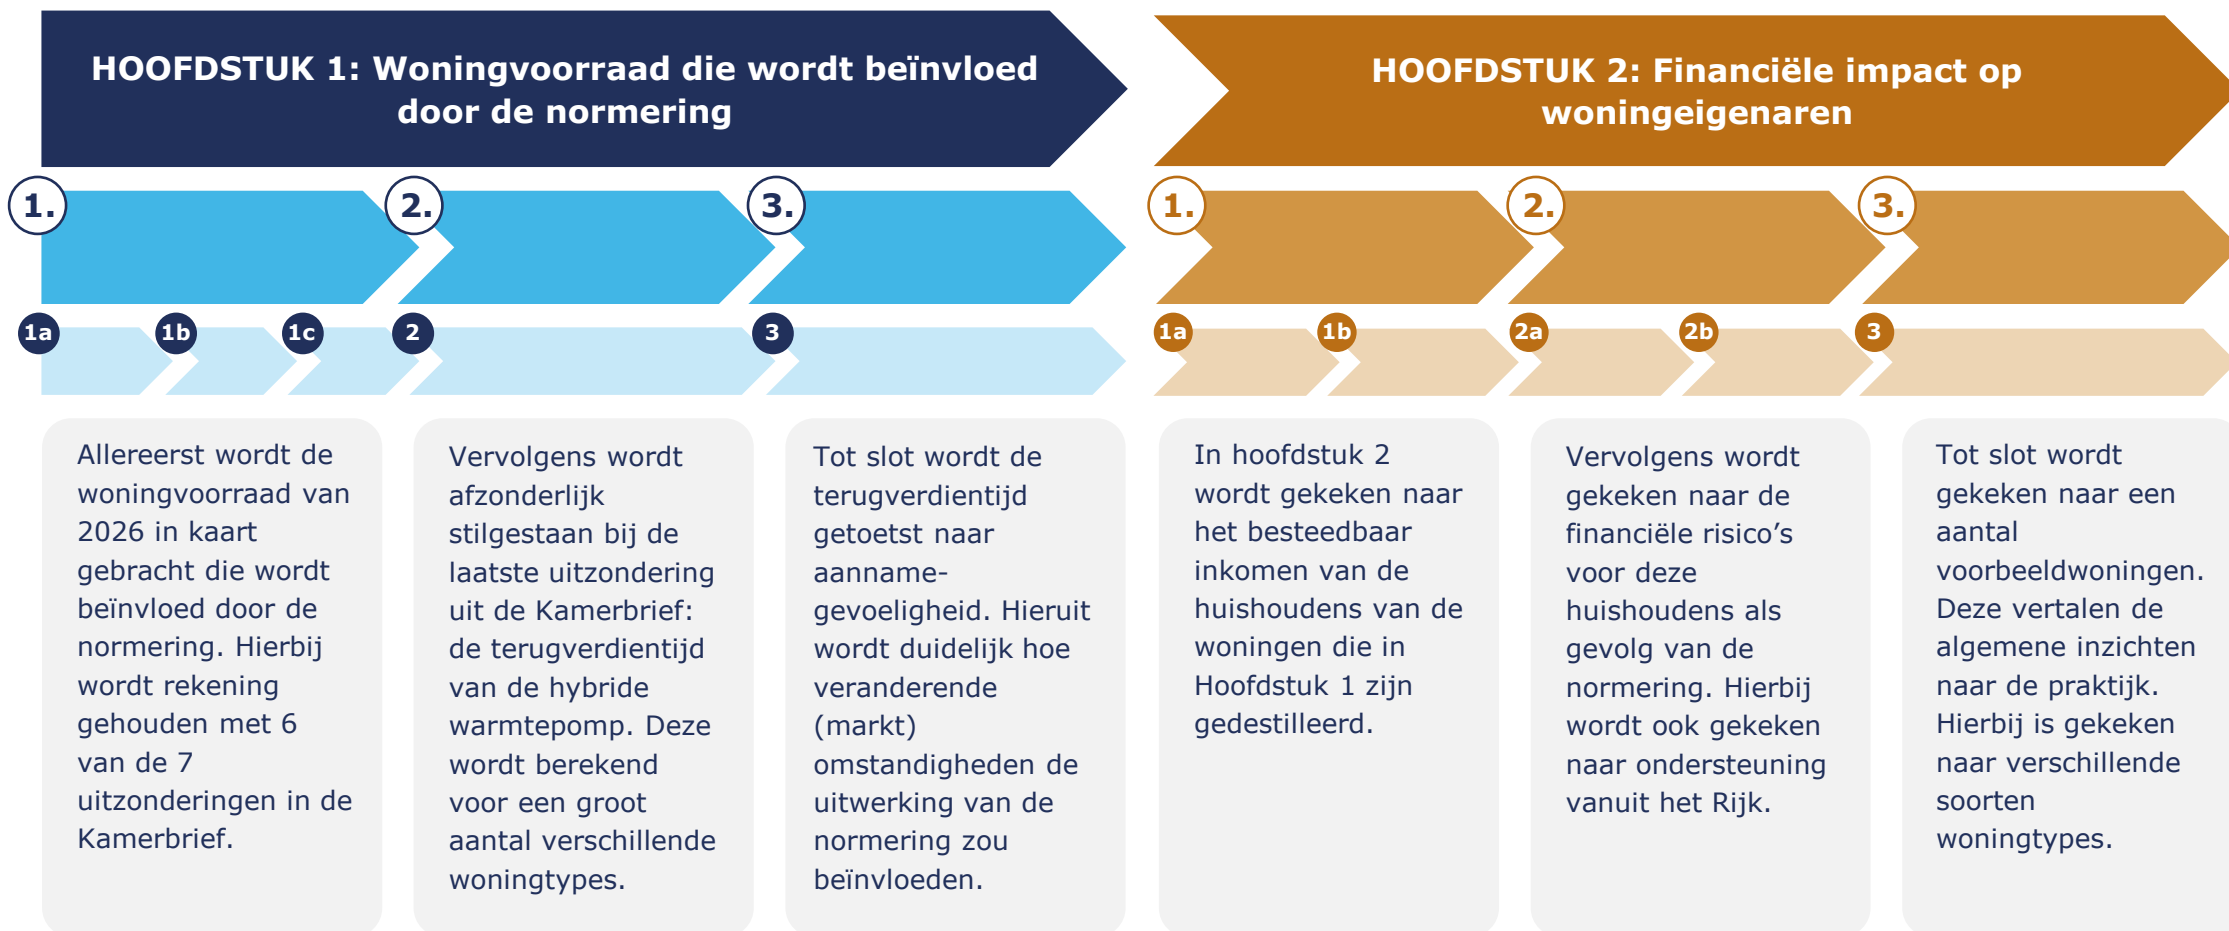 HOOFDSTUK 1: Woningvoorraad die wordt beïnvloed
door de normering
HOOFDSTUK 2: Financiële impact op
woningeigenaren
1.
2.
3.
1.
2.
3.
1a
1b
1c
2
3
1a
1b
2a
2b
3
Allereerst wordt de
woningvoorraad van
2026 in kaart
gebracht die wordt
beïnvloed door de
normering. Hierbij
wordt rekening
gehouden met 6
van de 7
uitzonderingen in de
Kamerbrief.
Vervolgens wordt
afzonderlijk
stilgestaan bij de
laatste uitzondering
uit de Kamerbrief:
de terugverdientijd
van de hybride
warmtepomp. Deze
wordt berekend
voor een groot
aantal verschillende
woningtypes.
Tot slot wordt de
terugverdientijd
getoetst naar
aanname-
gevoeligheid. Hieruit
wordt duidelijk hoe
veranderende
(markt)
omstandigheden de
uitwerking van de
normering zou
beïnvloeden.
In hoofdstuk 2
wordt gekeken naar
het besteedbaar
inkomen van de
huishoudens van de
woningen die in
Hoofdstuk 1 zijn
gedestilleerd.
Vervolgens wordt
gekeken naar de
financiële risico’s
voor deze
huishoudens als
gevolg van de
normering. Hierbij
wordt ook gekeken
naar ondersteuning
vanuit het Rijk.
Tot slot wordt
gekeken naar een
aantal
voorbeeldwoningen.
Deze vertalen de
algemene inzichten
naar de praktijk.
Hierbij is gekeken
naar verschillende
soorten
woningtypes.